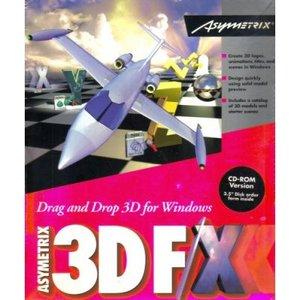 ASYMETRIX
Create 3D logos,
animations, titles, and
scenes in Windows
Design quickly
using solid model
preview
Includes a catalog
of 3D models and
starter scenes
CD-ROM
Version
3.5" Disk order
form inside
Drag and Drop 3D for Windows
ASYMETRIX
3D F/X